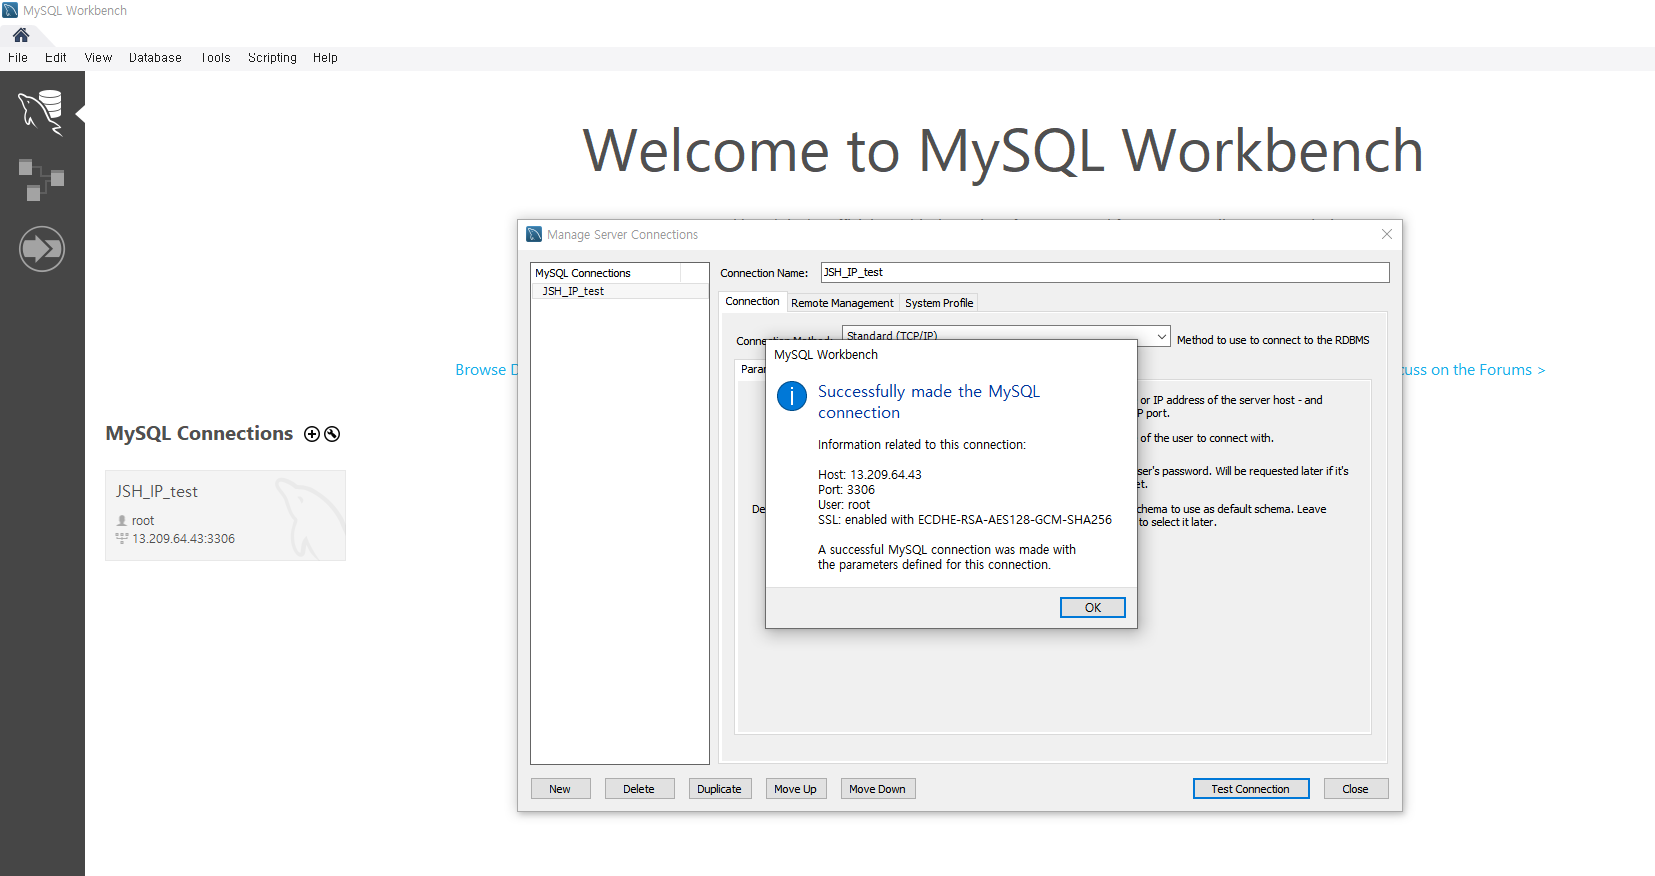 MySQL Workbench
File Edit View Database Tools Scripting Help
Welcome to MySQL Workbench
Manage Server Connections
MySQL Connections
JSH_IP_test
Connection Name: JSH_IP_test
Connection Remote Management System Profile
Standard (TCP/IP) Method to use to connect to the RDBMS
or IP address of the server host - and
P port.
of the user to connect with.
ser's password. Will be requested later if it's
et.
De
chema to use as default schema. Leave
to select it later.
MySQL Workbench
Successfully made the MySQL
connection
Information related to this connection:
Host: 13.209.64.43
Port: 3306
User: root
SSL: enabled with ECDHE-RSA-AES128-GCM-SHA256
A successful MySQL connection was made with
the parameters defined for this connection.
OK
New Delete Duplicate Move Up Move Down Test Connection Close
Browse D
cuss on the Forums >
MySQL Connections
JSH_IP_test
root
13.209.64.43:3306